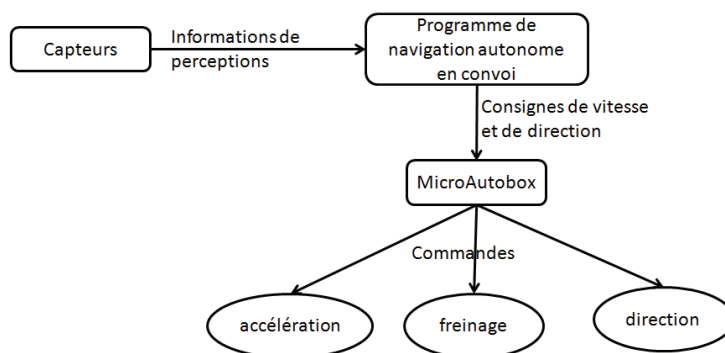 Capteurs
Informations de
perceptions
Programme de
navigation autonome
en convoi
Consignes de vitesse
et de direction
MicroAutobox
Commandes
accélération
freinage
direction